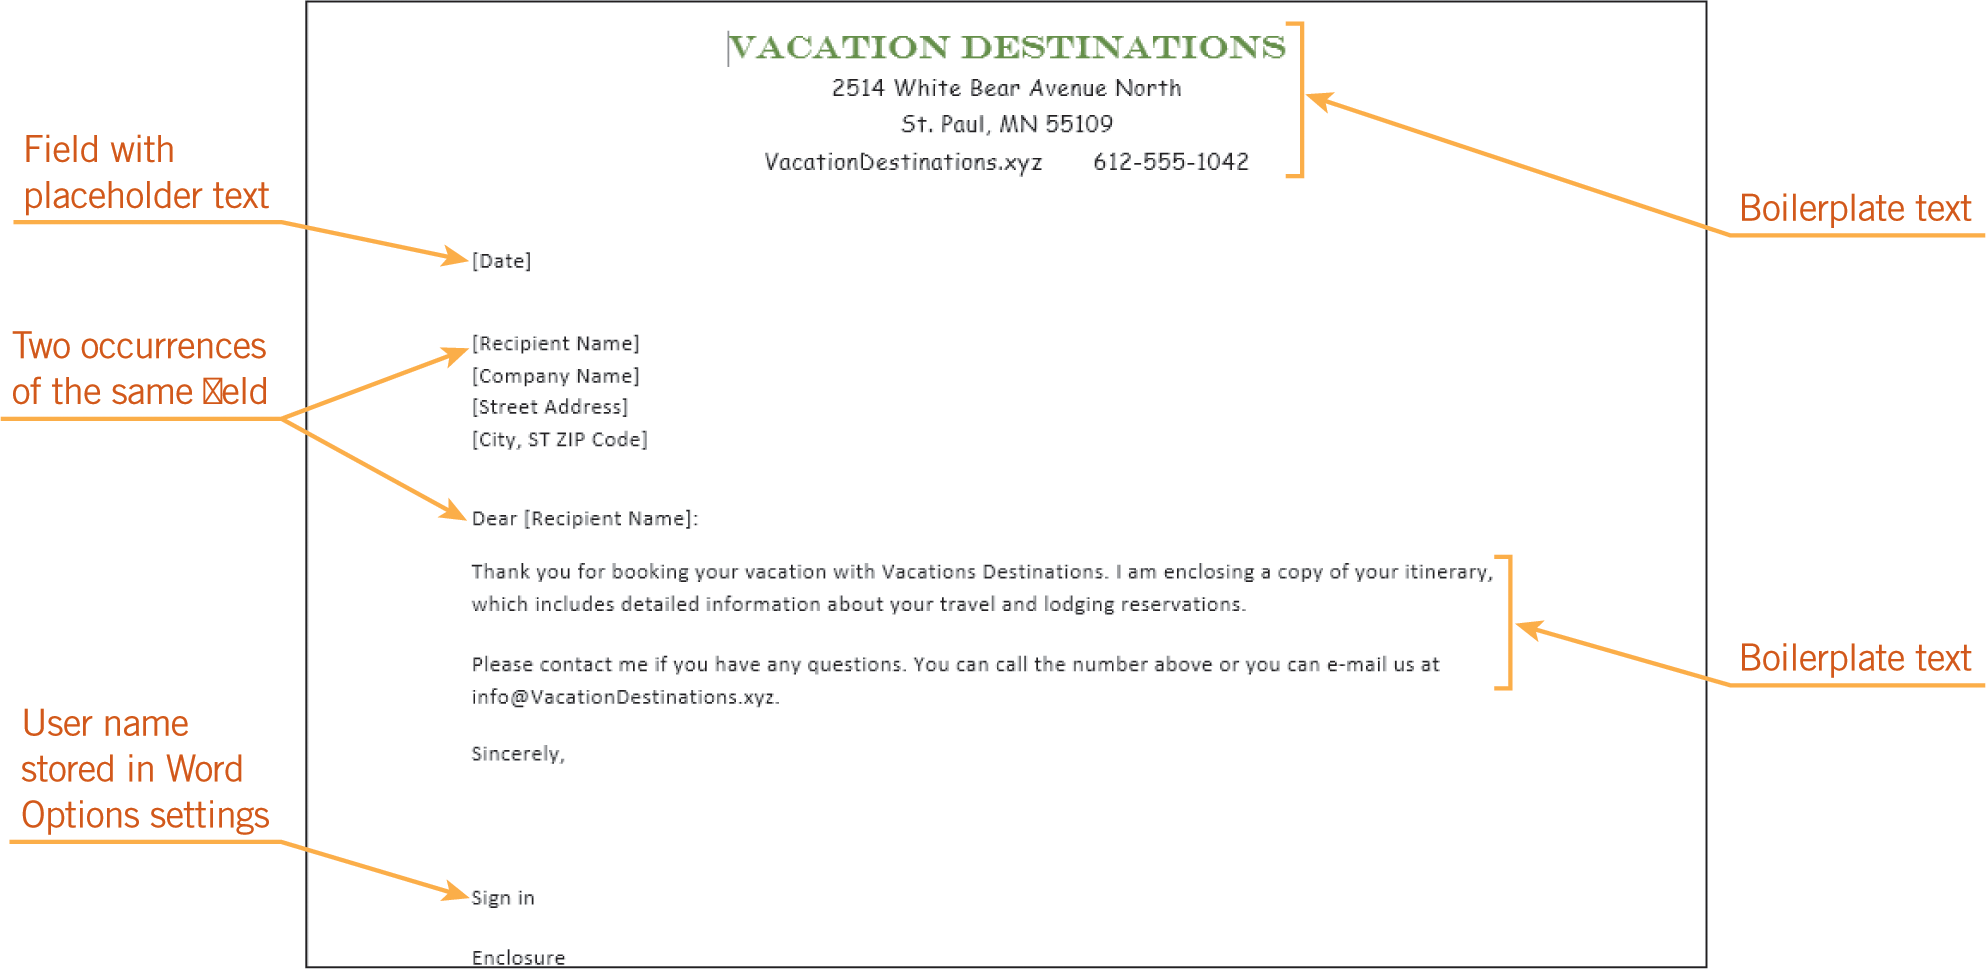 VACATION DESTINATIONS
2514 White Bear Avenue North
St. Paul, MN 55109
VacationDestinations.xyz 612-555-1042
Field with
placeholder text
Boilerplate text
[Date]
Two occurrences
of the same eld
[Recipient Name]
[Company Name]
[Street Address]
[City, ST ZIP Code]
Dear [Recipient Name]:
Thank you for booking your vacation with Vacations Destinations. I am enclosing a copy of your itinerary,
which includes detailed information about your travel and lodging reservations.
Please contact me if you have any questions. You can call the number above or you can e-mail us at
info@VacationDestinations.xyz.
Boilerplate text
User name
stored in Word
Options settings
Sincerely,
Sign in
Enclosure